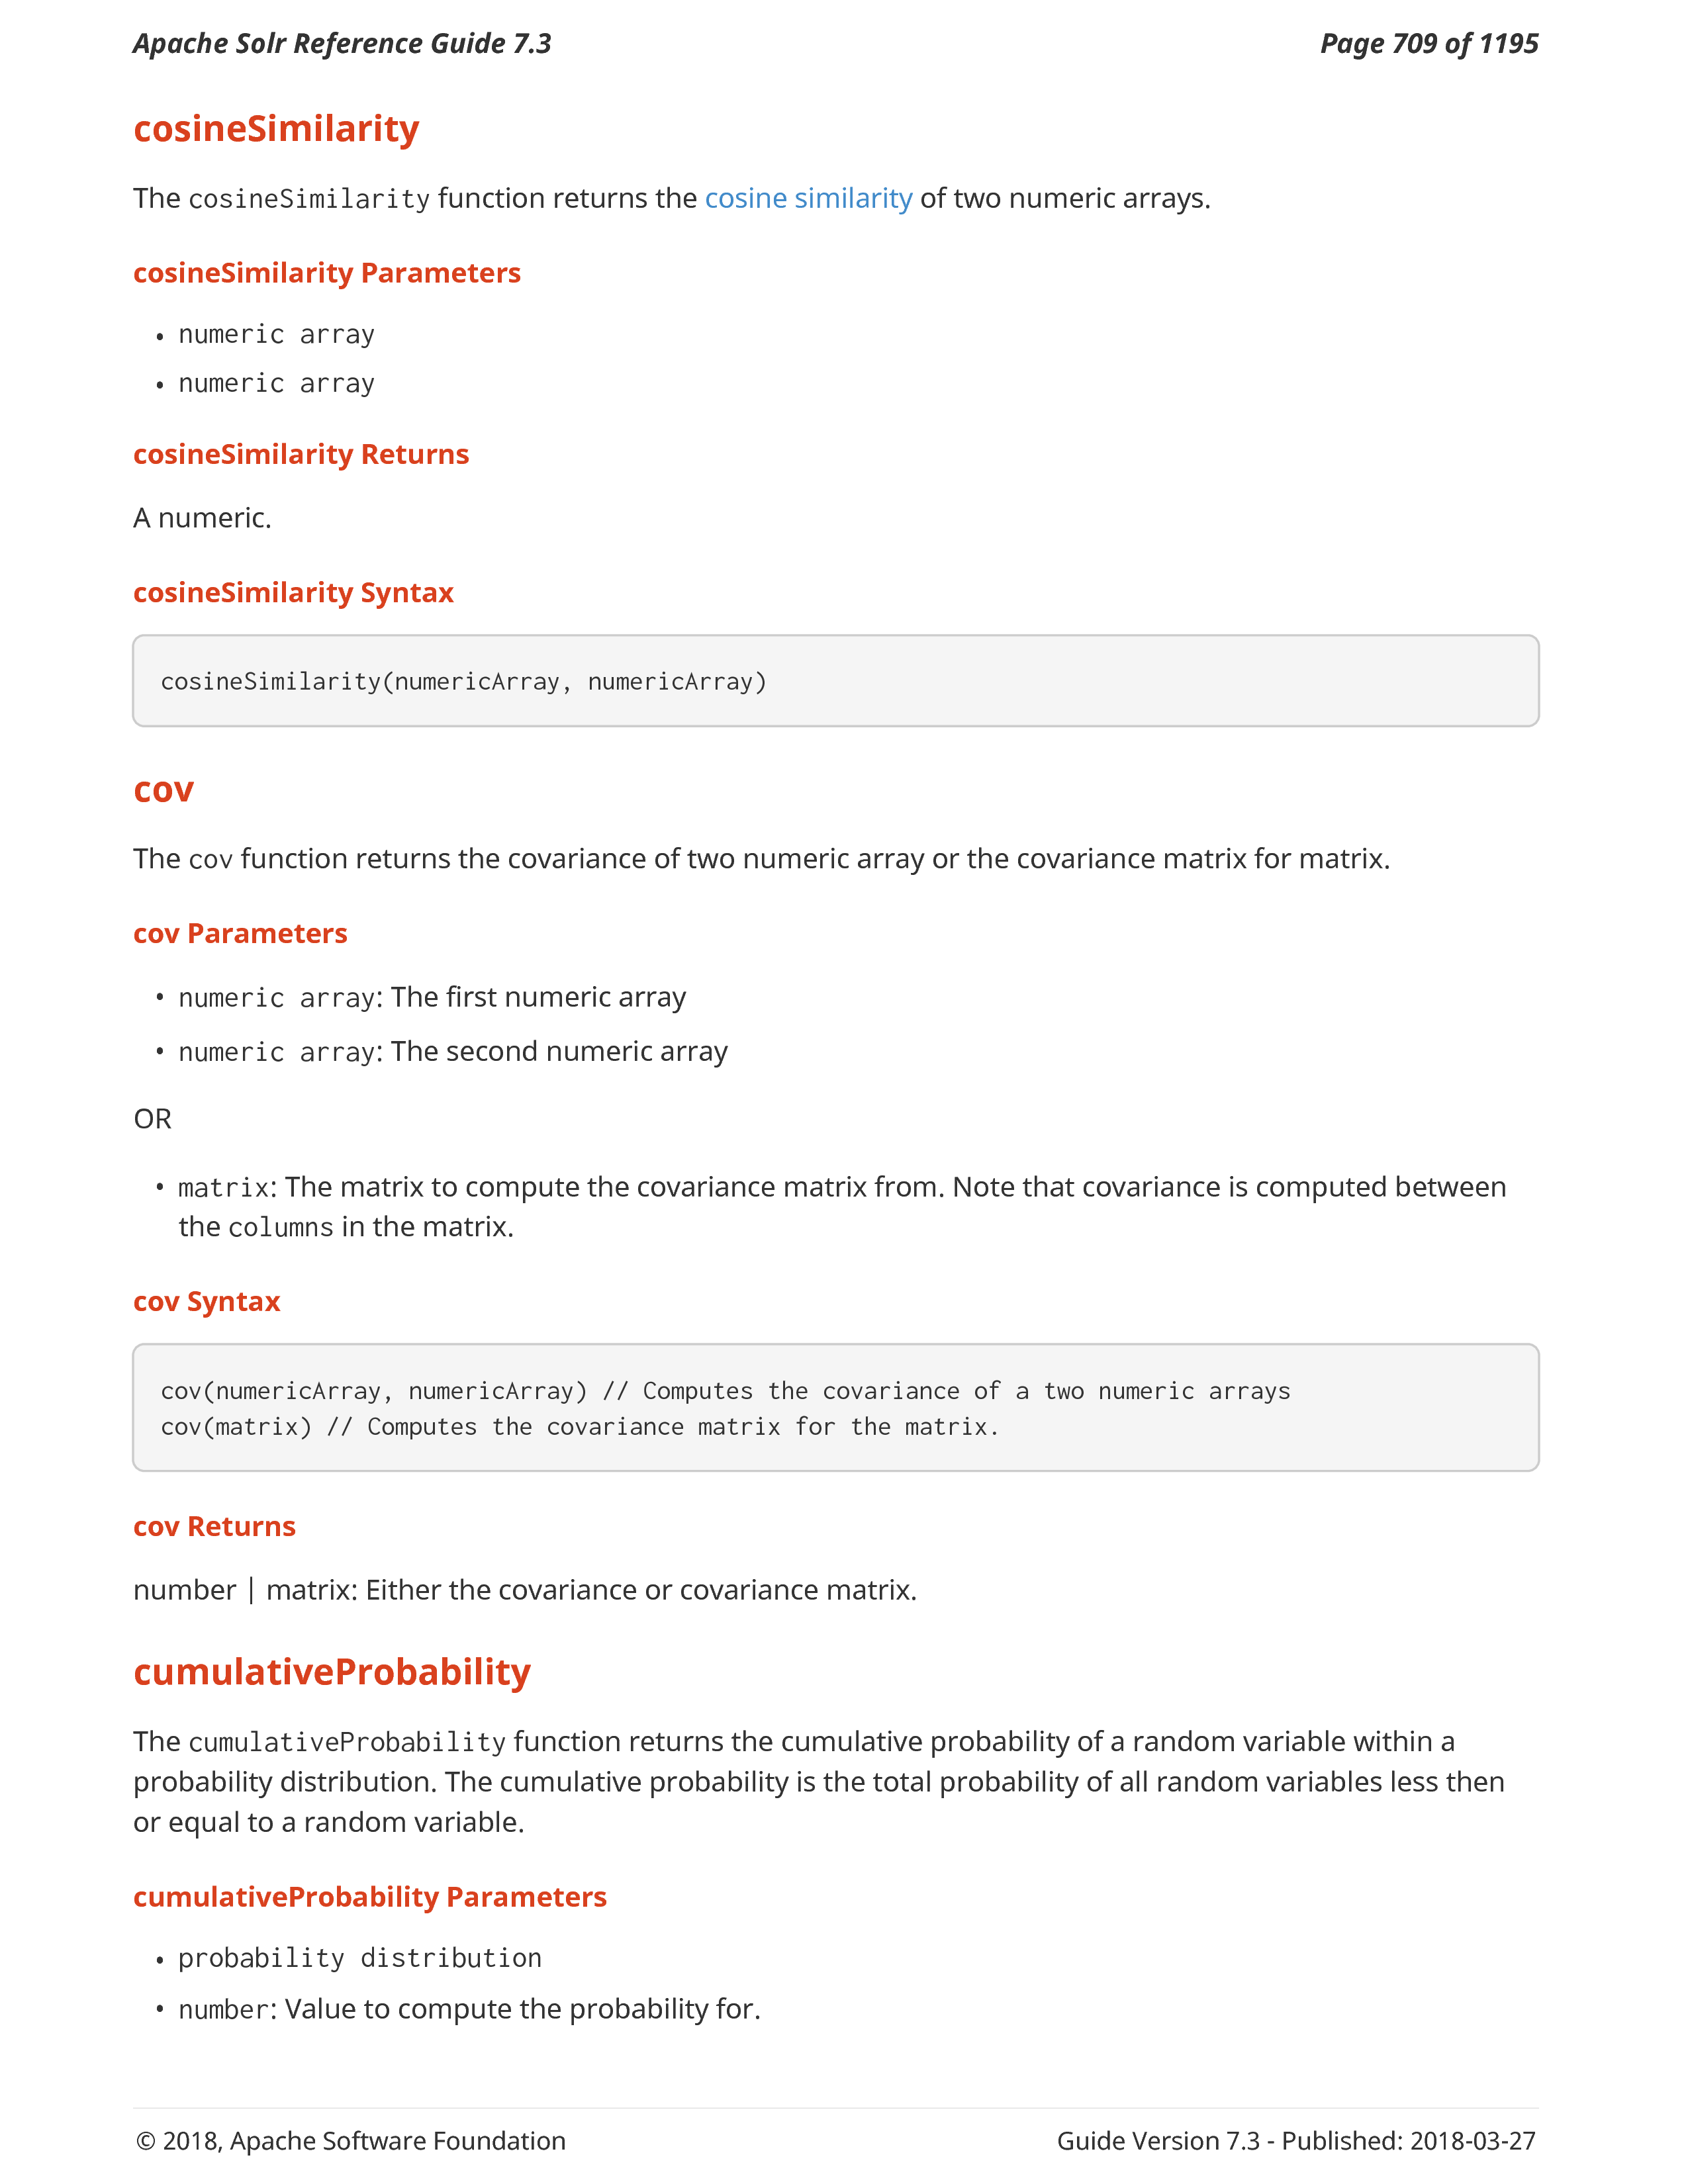 Apache Solr Reference Guide 7.3 Page 709 of 1195
cosineSimilarity
The cosineSimilarity function returns the cosine similarity of two numeric arrays.
cosineSimilarity Parameters
• numeric array
• numeric array
cosineSimilarity Returns
A numeric.
cosineSimilarity Syntax
cosineSimilarity(numericArray, numericArray)
cov
The cov function returns the covariance of two numeric array or the covariance matrix for matrix.
cov Parameters
• numeric array: The first numeric array
• numeric array: The second numeric array
OR
• matrix: The matrix to compute the covariance matrix from. Note that covariance is computed between
the columns in the matrix.
cov Syntax
cov(numericArray, numericArray) // Computes the covariance of a two numeric arrays
cov(matrix) // Computes the covariance matrix for the matrix.
cov Returns
number | matrix: Either the covariance or covariance matrix.
cumulativeProbability
The cumulativeProbability function returns the cumulative probability of a random variable within a
probability distribution. The cumulative probability is the total probability of all random variables less then
or equal to a random variable.
cumulativeProbability Parameters
• probability distribution
• number: Value to compute the probability for.
© 2018, Apache Software Foundation Guide Version 7.3 - Published: 2018-03-27